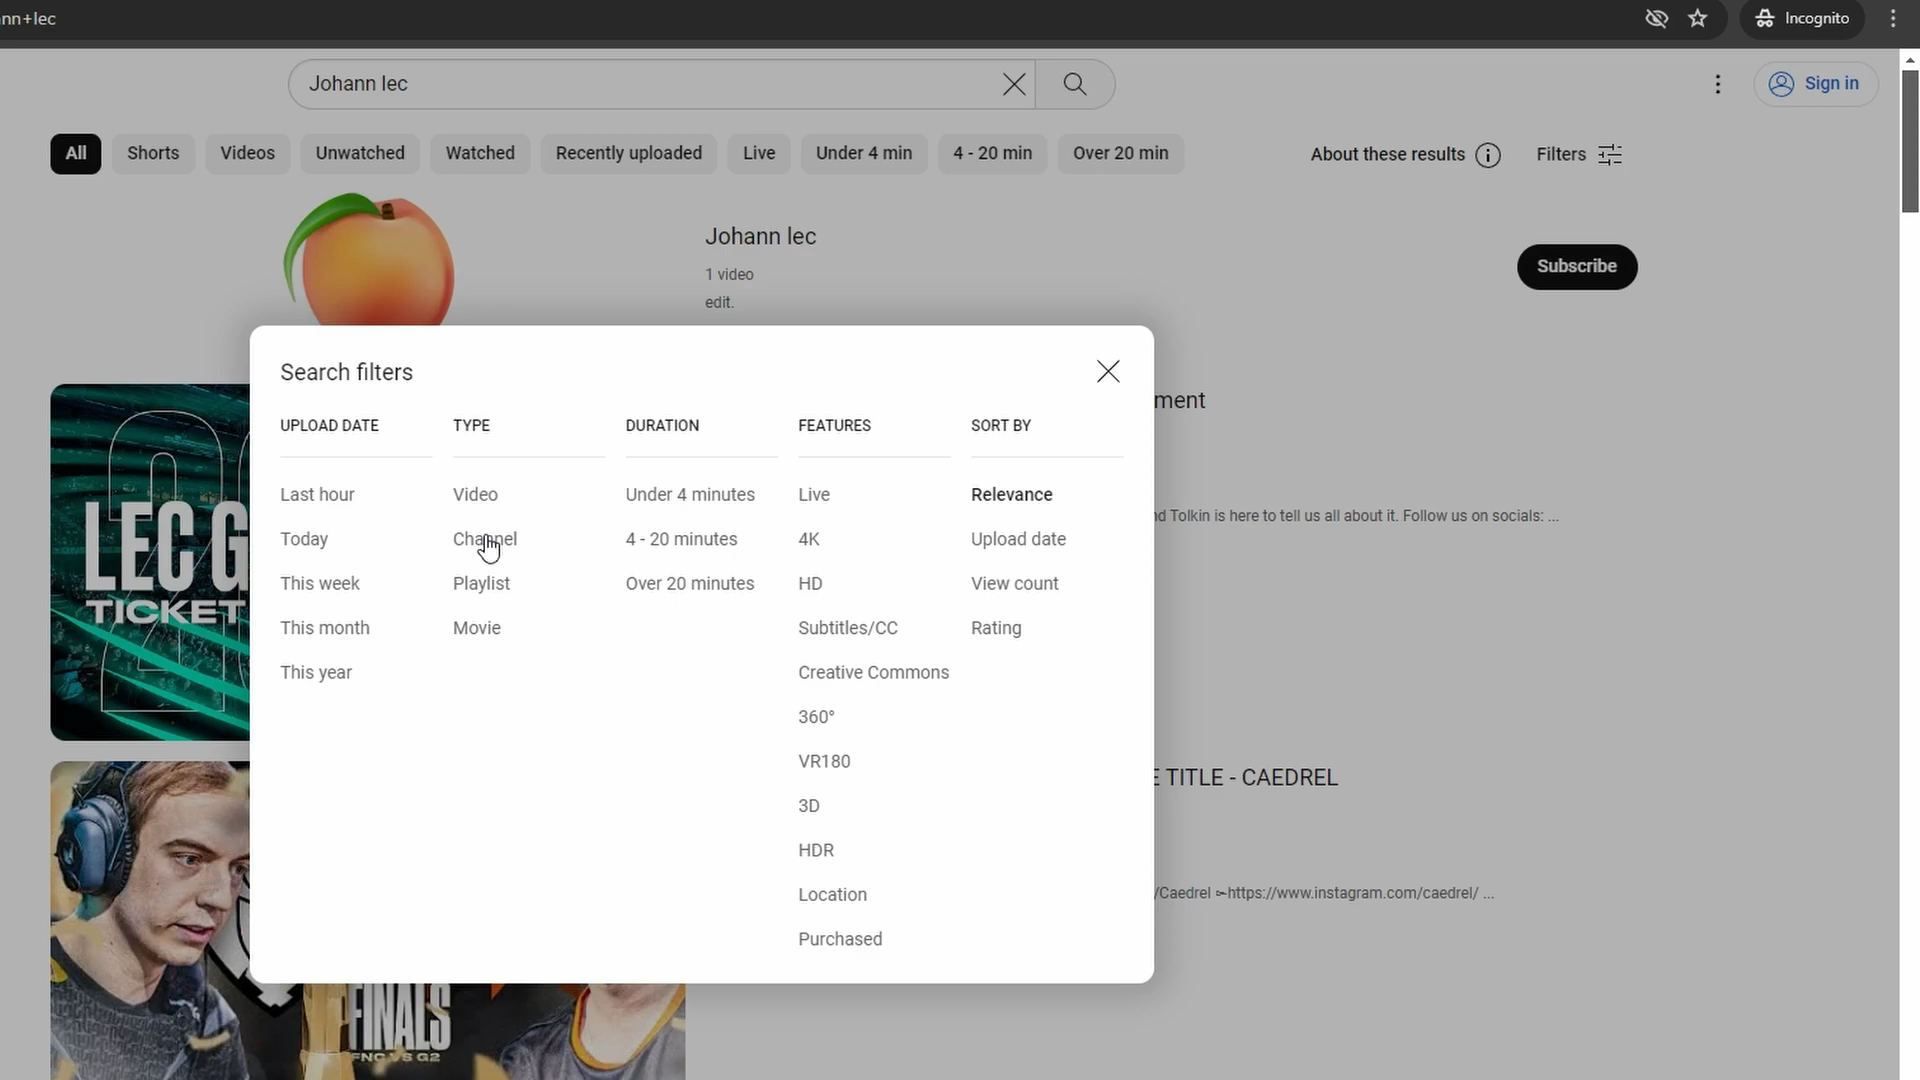 nn+lec
Incognito
Johann lec
Sign in
All
Shorts
Videos
Unwatched
Watched
Recently uploaded
Live
Under 4 min
4 - 20 min
Over 20 min
About these results
Filters
Johann lec
1 video
edit.
Subscribe
Search filters
UPLOAD DATE
Last hour
Today
This week
This month
This year
TYPE
Video
Channel
Playlist
Movie
DURATION
Under 4 minutes
4 - 20 minutes
Over 20 minutes
FEATURES
Live
4K
HD
Subtitles/CC
Creative Commons
360°
VR180
3D
HDR
Location
Purchased
SORT BY
Relevance
Upload date
View count
Rating
LEC G
TICKET
ment
d Tolkin is here to tell us all about it. Follow us on socials: ...
E TITLE - CAEDREL
/Caedrel ➛https://www.instagram.com/caedrel/ ...
FINALS
FNC VS G2